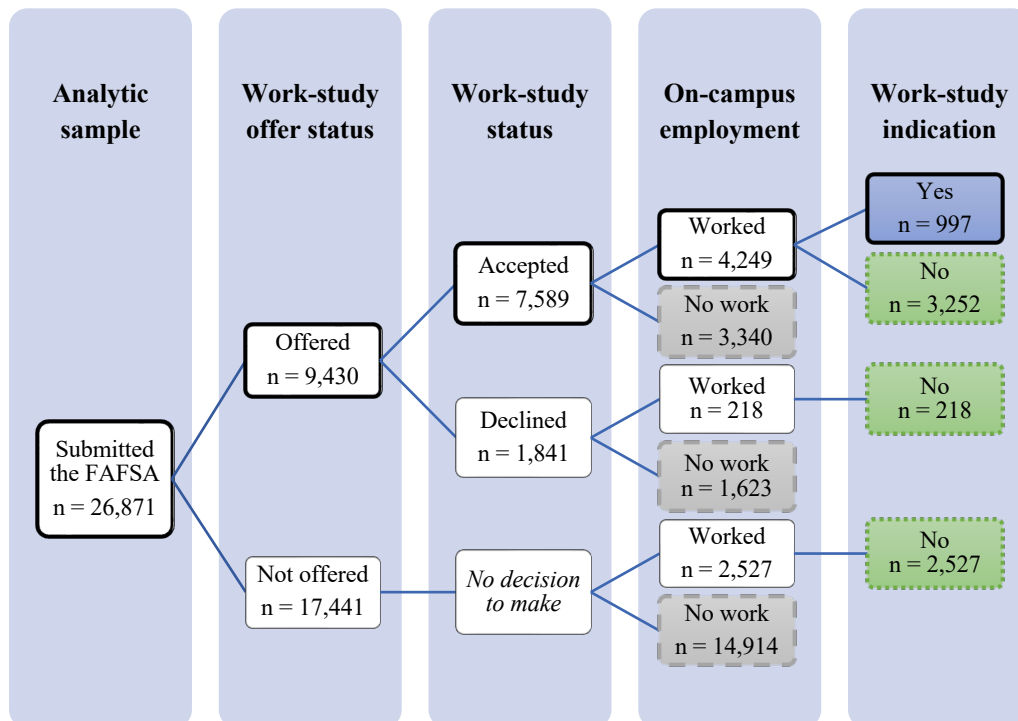 Analytic
sample
Work-study
offer status
Work-study
status
On-campus
employment
Work-study
indication
Submitted
the FAFSA
n = 26,871
Offered
n = 9,430
Not offered
n = 17,441
Accepted
n = 7,589
Declined
n = 1,841
No decision
to make
Worked
n = 4,249
No work
n = 3,340
Worked
n = 218
No work
n = 1,623
Worked
n = 2,527
No work
n = 14,914
Yes
n = 997
No
n = 3,252
No
n = 218
No
n = 2,527